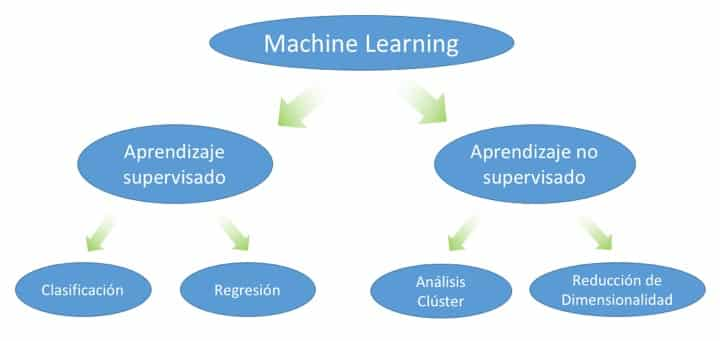 Machine Learning
Aprendizaje
supervisado
Aprendizaje no
supervisado
Clasificación
Regresión
Análisis
Clúster
Reducción de
Dimensionalidad